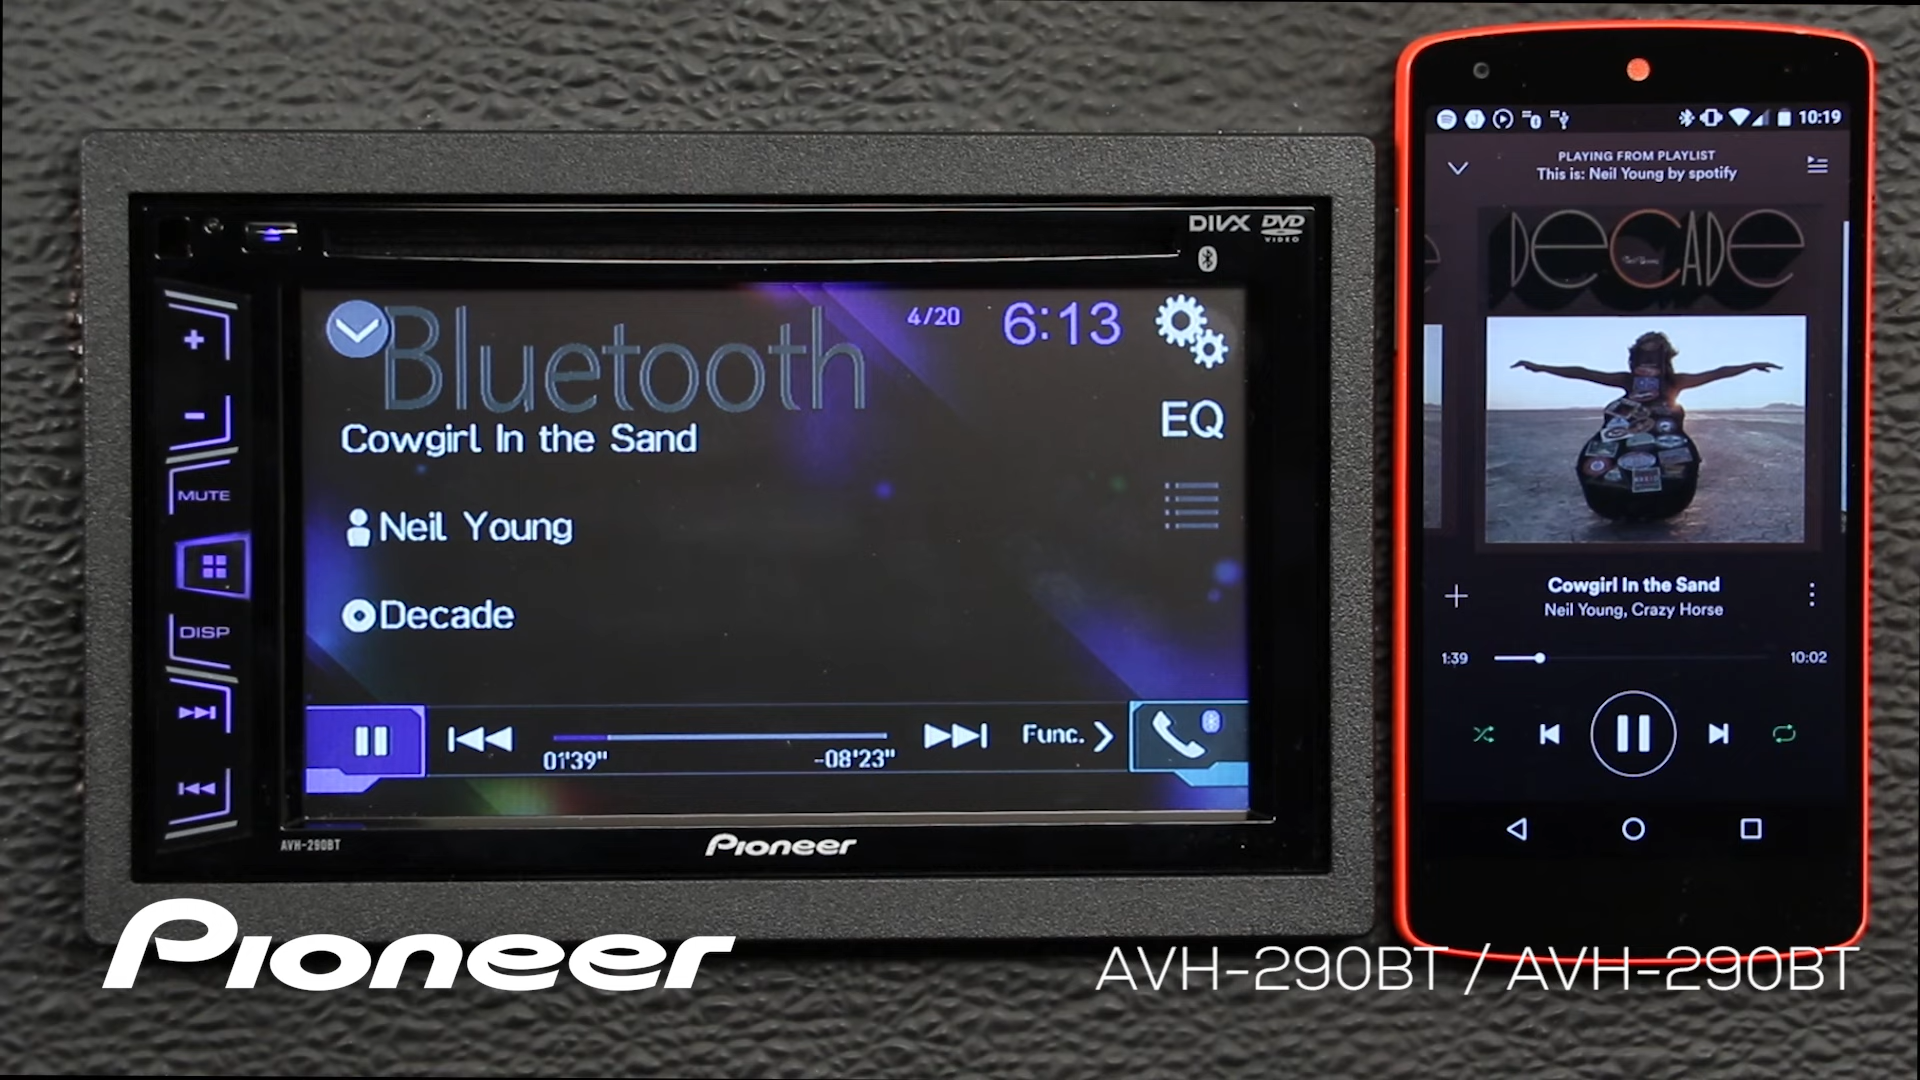 DIVX DVD
VIDEO
Bluetooth
4/20
6:13
Cowgirl In the Sand
EQ
Neil Young
Decade
MUTE
DISP
01'39"
-08'23"
Func.
AVH-290BT
Pioneer
10:19
PLAYING FROM PLAYLIST
This is: Neil Young by spotify
DECADE
Cowgirl In the Sand
Neil Young, Crazy Horse
1:39
10:02
Pioneer
AVH-290BT / AVH-290BT